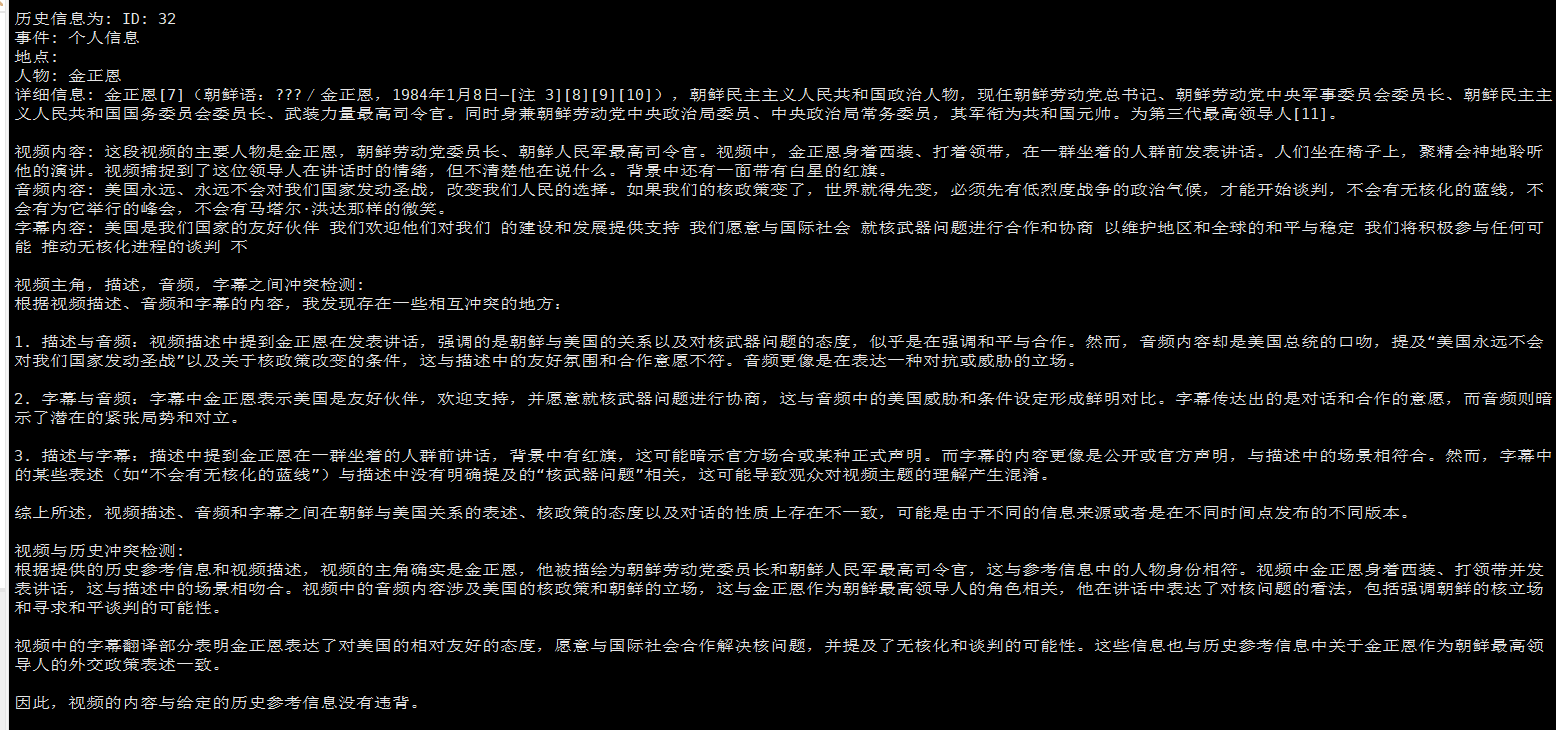 历史信息为: ID: 32
事件: 个人信息
地点:
人物: 金正恩
详细信息: 金正恩[7]（朝鲜语：???／金正恩，1984年1月8日—[注 3][8][9][10]），朝鲜民主主义人民共和国政治人物，现任朝鲜劳动党总书记、朝鲜劳动党中央军事委员会委员长、朝鲜民主主
义人民共和国国务委员会委员长、武装力量最高司令官。同时身兼朝鲜劳动党中央政治局委员、中央政治局常务委员，其军衔为共和国元帅。为第三代最高领导人[11]。
视频内容: 这段视频的主要人物是金正恩，朝鲜劳动党委员长、朝鲜人民军最高司令官。视频中，金正恩身着西装、打着领带，在一群坐着的人群前发表讲话。人们坐在椅子上，聚精会神地聆听
他的演讲。视频捕捉到了这位领导人在讲话时的情绪，但不清楚他在说什么。背景中还有一面带有白星的红旗。
音频内容: 美国永远、永远不会对我们国家发动圣战，改变我们人民的选择。如果我们的核政策变了，世界就得先变，必须先有低烈度战争的政治气候，才能开始谈判，不会有无核化的蓝线，不
会有为它举行的峰会，不会有马塔尔·洪达那样的微笑。
字幕内容: 美国是我们国家的友好伙伴 我们欢迎他们对我们 的建设和发展提供支持 我们愿意与国际社会 就核武器问题进行合作和协商 以维护地区和全球的和平与稳定 我们将积极参与任何可
能 推动无核化进程的谈判 不
视频主角，描述，音频，字幕之间冲突检测:
根据视频描述、音频和字幕的内容，我发现存在一些相互冲突的地方：
1. 描述与音频：视频描述中提到金正恩在发表讲话，强调的是朝鲜与美国的关系以及对核武器问题的态度，似乎是在强调和平与合作。然而，音频内容却是美国总统的口吻，提及“美国永远不会
对我们国家发动圣战”以及关于核政策改变的条件，这与描述中的友好氛围和合作意愿不符。音频更像是在表达一种对抗或威胁的立场。
2. 字幕与音频：字幕中金正恩表示美国是友好伙伴，欢迎支持，并愿意就核武器问题进行协商，这与音频中的美国威胁和条件设定形成鲜明对比。字幕传达出的是对话和合作的意愿，而音频则暗
示了潜在的紧张局势和对立。
3. 描述与字幕：描述中提到金正恩在一群坐着的人群前讲话，背景中有红旗，这可能暗示官方场合或某种正式声明。而字幕的内容更像是公开或官方声明，与描述中的场景相符合。然而，字幕中
的某些表述（如“不会有无核化的蓝线”）与描述中没有明确提及的“核武器问题”相关，这可能导致观众对视频主题的理解产生混淆。
综上所述，视频描述、音频和字幕之间在朝鲜与美国关系的表述、核政策的态度以及对话的性质上存在不一致，可能是由于不同的信息来源或者是在不同时间点发布的不同版本。
视频与历史冲突检测:
根据提供的历史参考信息和视频描述，视频的主角确实是金正恩，他被描绘为朝鲜劳动党委员长和朝鲜人民军最高司令官，这与参考信息中的人物身份相符。视频中金正恩身着西装、打领带并发
表讲话，这与描述中的场景相吻合。视频中的音频内容涉及美国的核政策和朝鲜的立场，这与金正恩作为朝鲜最高领导人的角色相关，他在讲话中表达了对核问题的看法，包括强调朝鲜的核立场
和寻求和平谈判的可能性。
视频中的字幕翻译部分表明金正恩表达了对美国的相对友好的态度，愿意与国际社会合作解决核问题，并提及了无核化和谈判的可能性。这些信息也与历史参考信息中关于金正恩作为朝鲜最高领
导人的外交政策表述一致。
因此，视频的内容与给定的历史参考信息没有违背。